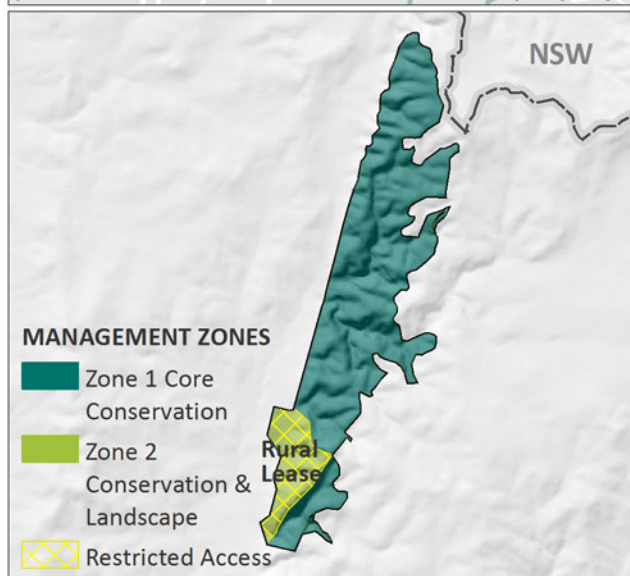 NSW
MANAGEMENT ZONES
Zone 1 Core
Conservation
Zone 2
Conservation &
Landscape
Restricted Access
Rural
Lease